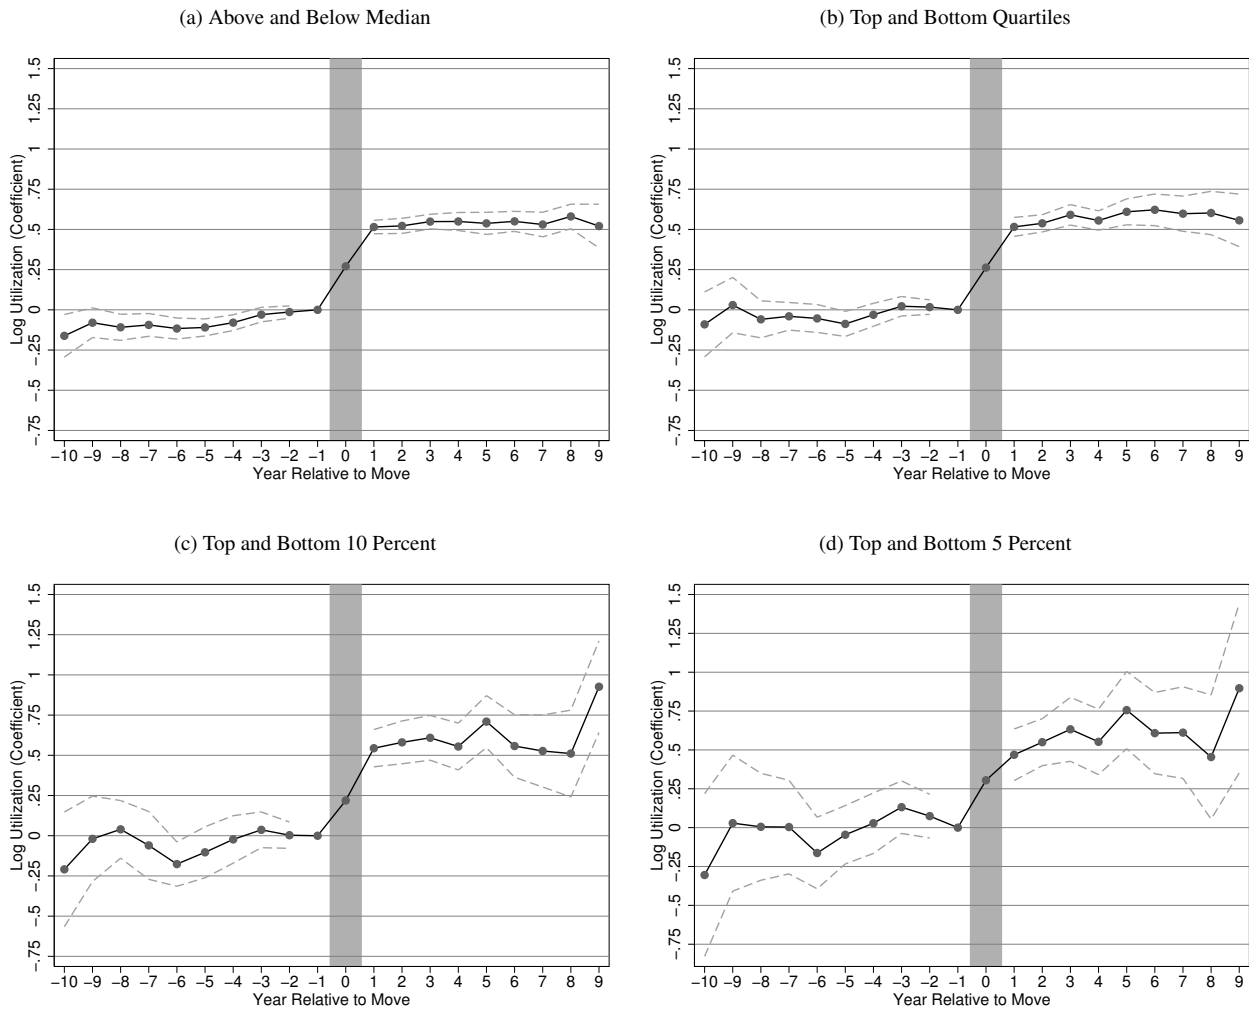 (a) Above and Below Median
(b) Top and Bottom Quartiles
Log Utilization (Coefficient)
1.5
1.25
1
.75
.5
.25
0
−.25
−.5
−.75
−10 −9 −8 −7 −6 −5 −4 −3 −2 −1 0 1 2 3 4 5 6 7 8 9
Year Relative to Move
Log Utilization (Coefficient)
1.5
1.25
1
.75
.5
.25
0
−.25
−.5
−.75
−10 −9 −8 −7 −6 −5 −4 −3 −2 −1 0 1 2 3 4 5 6 7 8 9
Year Relative to Move
(c) Top and Bottom 10 Percent
(d) Top and Bottom 5 Percent
Log Utilization (Coefficient)
1.5
1.25
1
.75
.5
.25
0
−.25
−.5
−.75
−10 −9 −8 −7 −6 −5 −4 −3 −2 −1 0 1 2 3 4 5 6 7 8 9
Year Relative to Move
Log Utilization (Coefficient)
1.5
1.25
1
.75
.5
.25
0
−.25
−.5
−.75
−10 −9 −8 −7 −6 −5 −4 −3 −2 −1 0 1 2 3 4 5 6 7 8 9
Year Relative to Move